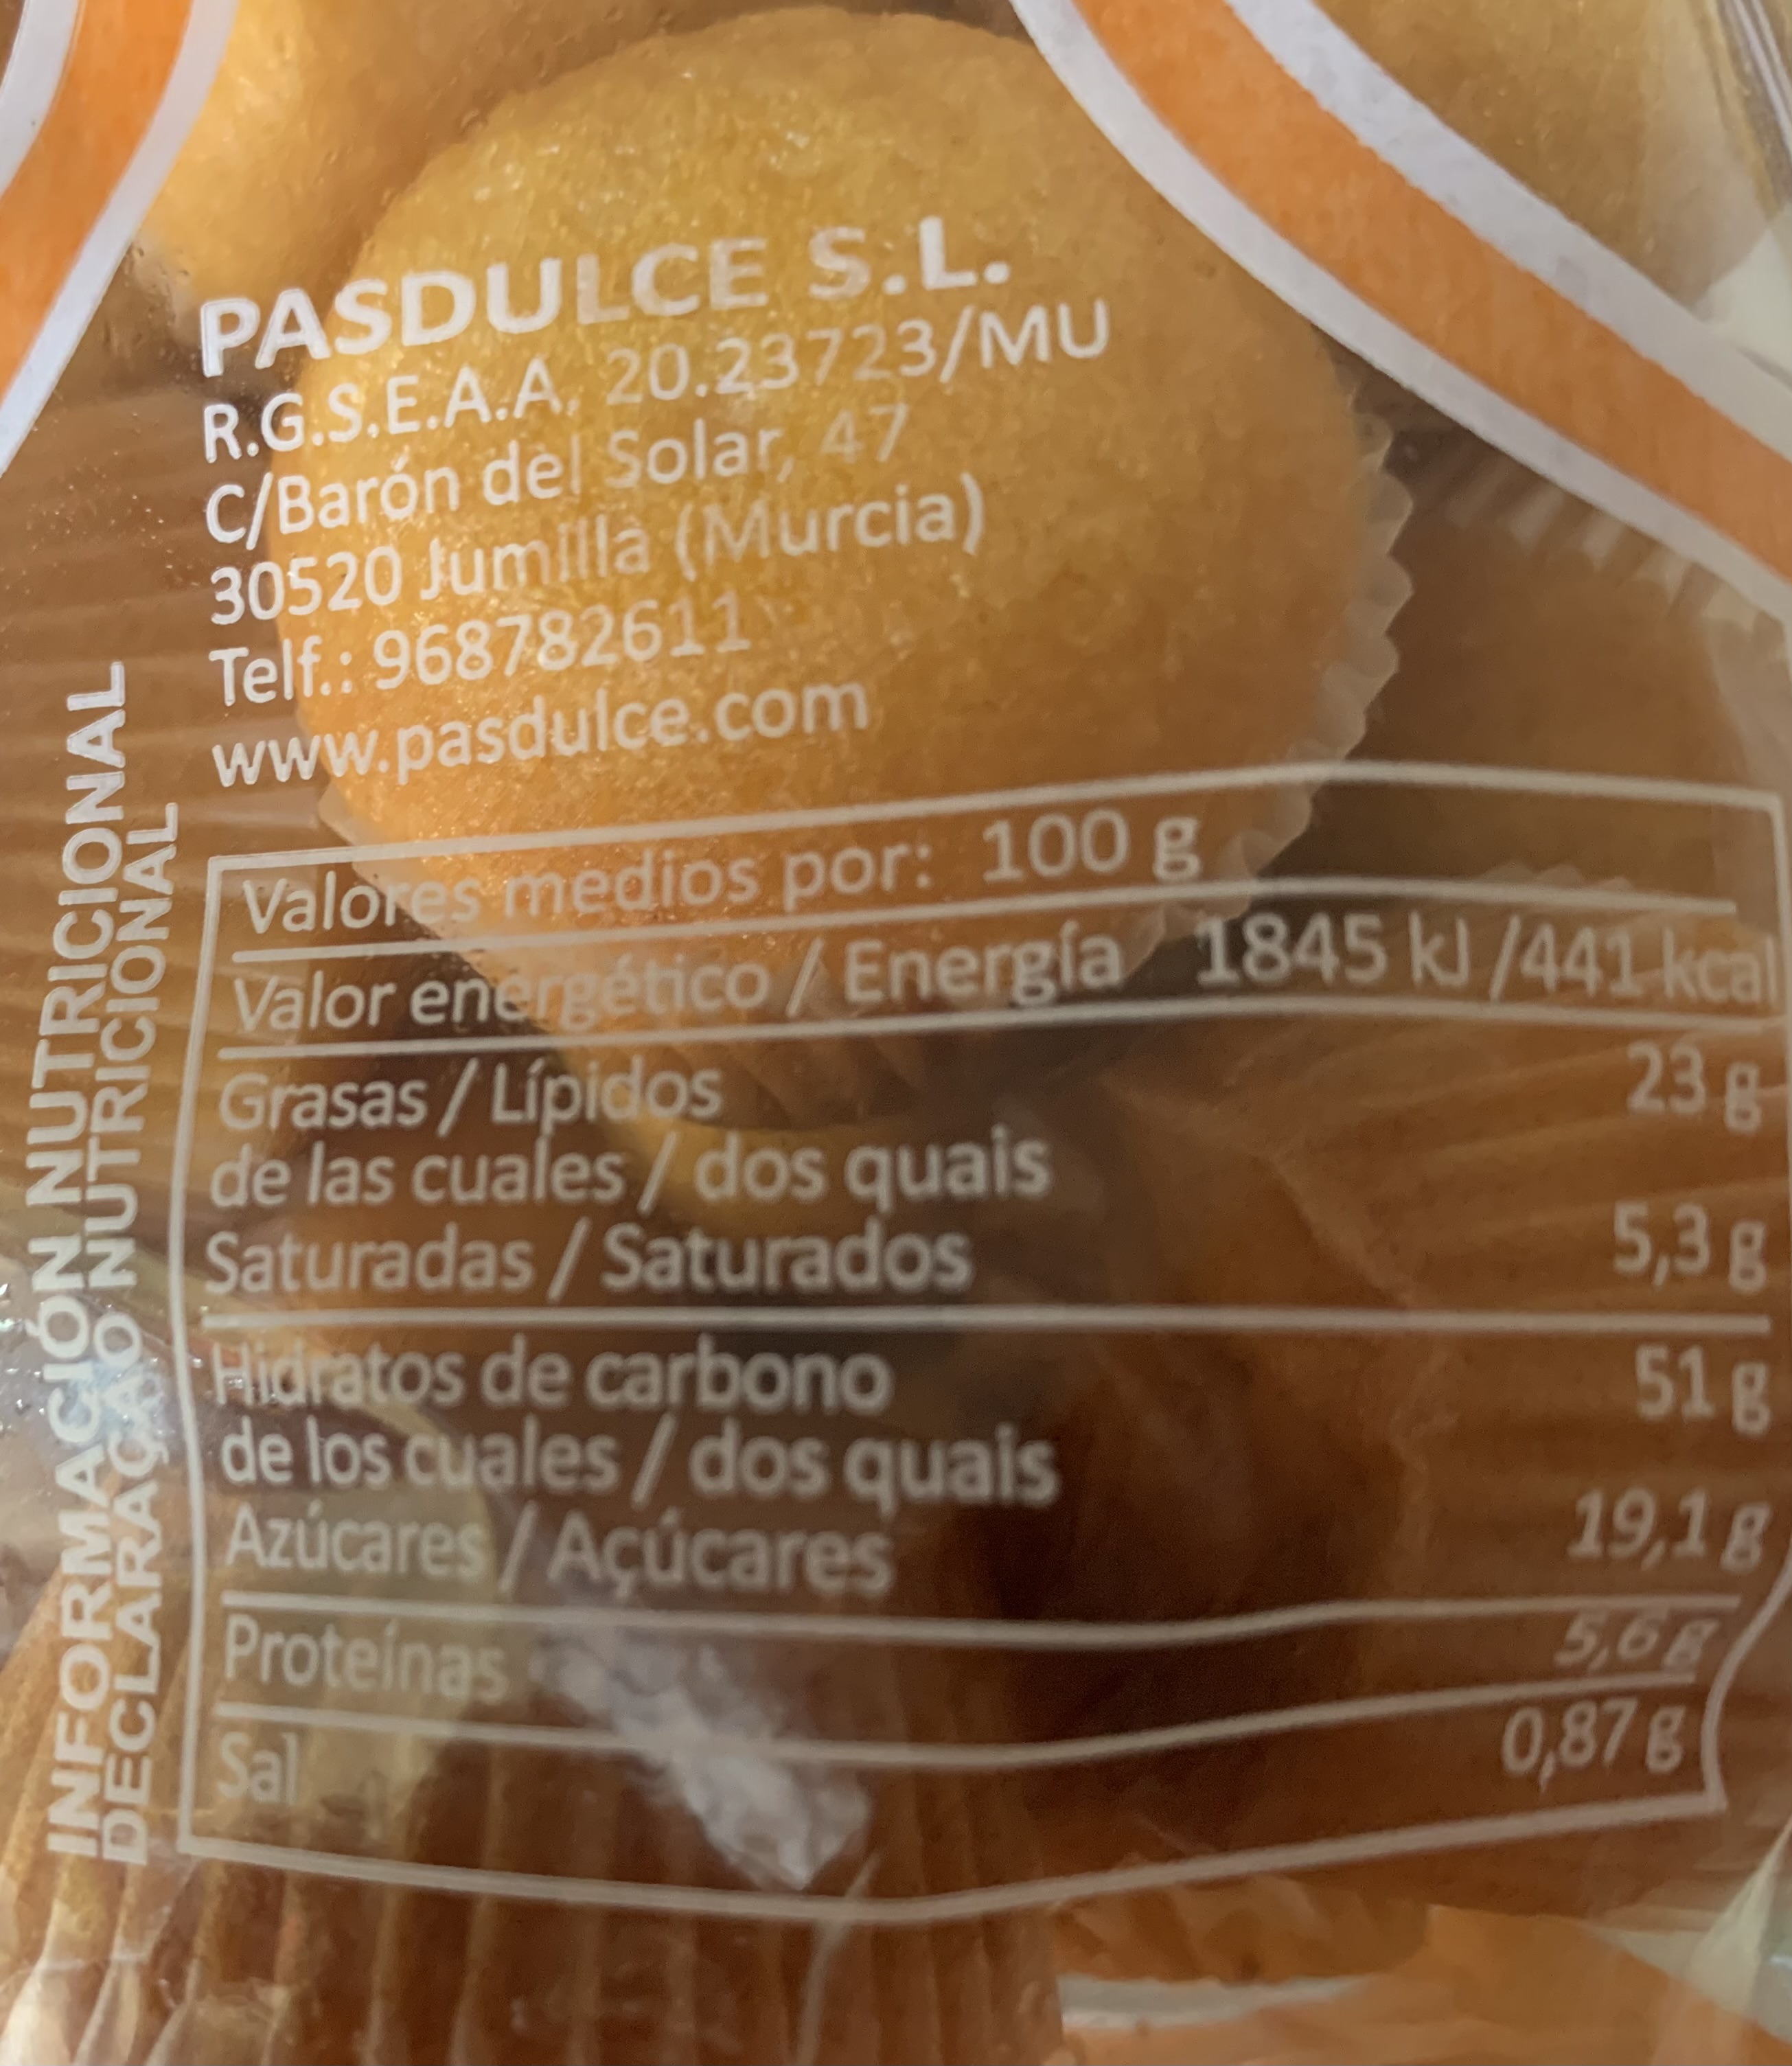 PASDULCE S.L.
R.G.S.E.A.A. 20.23723/MU
C/Barón del Solar, 47
30520 Jumilla (Murcia)
Telf.: 968782611
www.pasdulce.com
INFORMACIÓN NUTRICIONAL
DECLARAÇAO NUTRICIONAL
Valores medios por: 100 g
Valor energético / Energía 1845 kJ /441 kcal
Grasas / Lípidos 23 g
de las cuales / dos quais
Saturadas / Saturados 5,3 g
Hidratos de carbono 51 g
de los cuales / dos quais
Azúcares / Açúcares 19,1 g
Proteínas 5,6 g
Sal 0,87 g